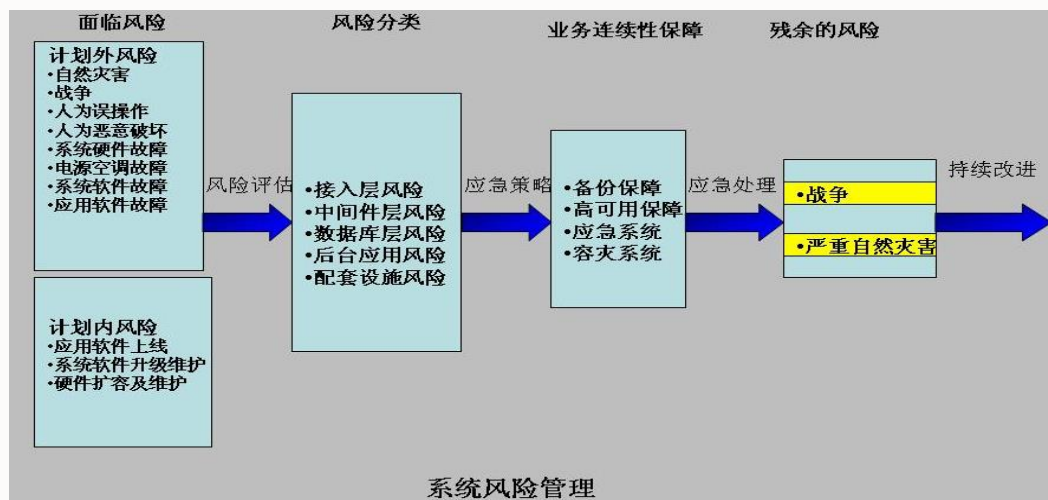 面临风险
风险分类
业务连续性保障
残余的风险
计划外风险
•自然灾害
•战争
•人为误操作
•人为恶意破坏
•系统硬件故障
•电源空调故障
•系统软件故障
•应用软件故障
计划内风险
•应用软件上线
•系统软件升级维护
•硬件扩容及维护
风险评估
•接入层风险
•中间件层风险
•数据库层风险
•后台应用风险
•配套设施风险
应急策略
•备份保障
•高可用保障
•应急系统
•容灾系统
应急处理
•战争
•严重自然灾害
持续改进
系统风险管理